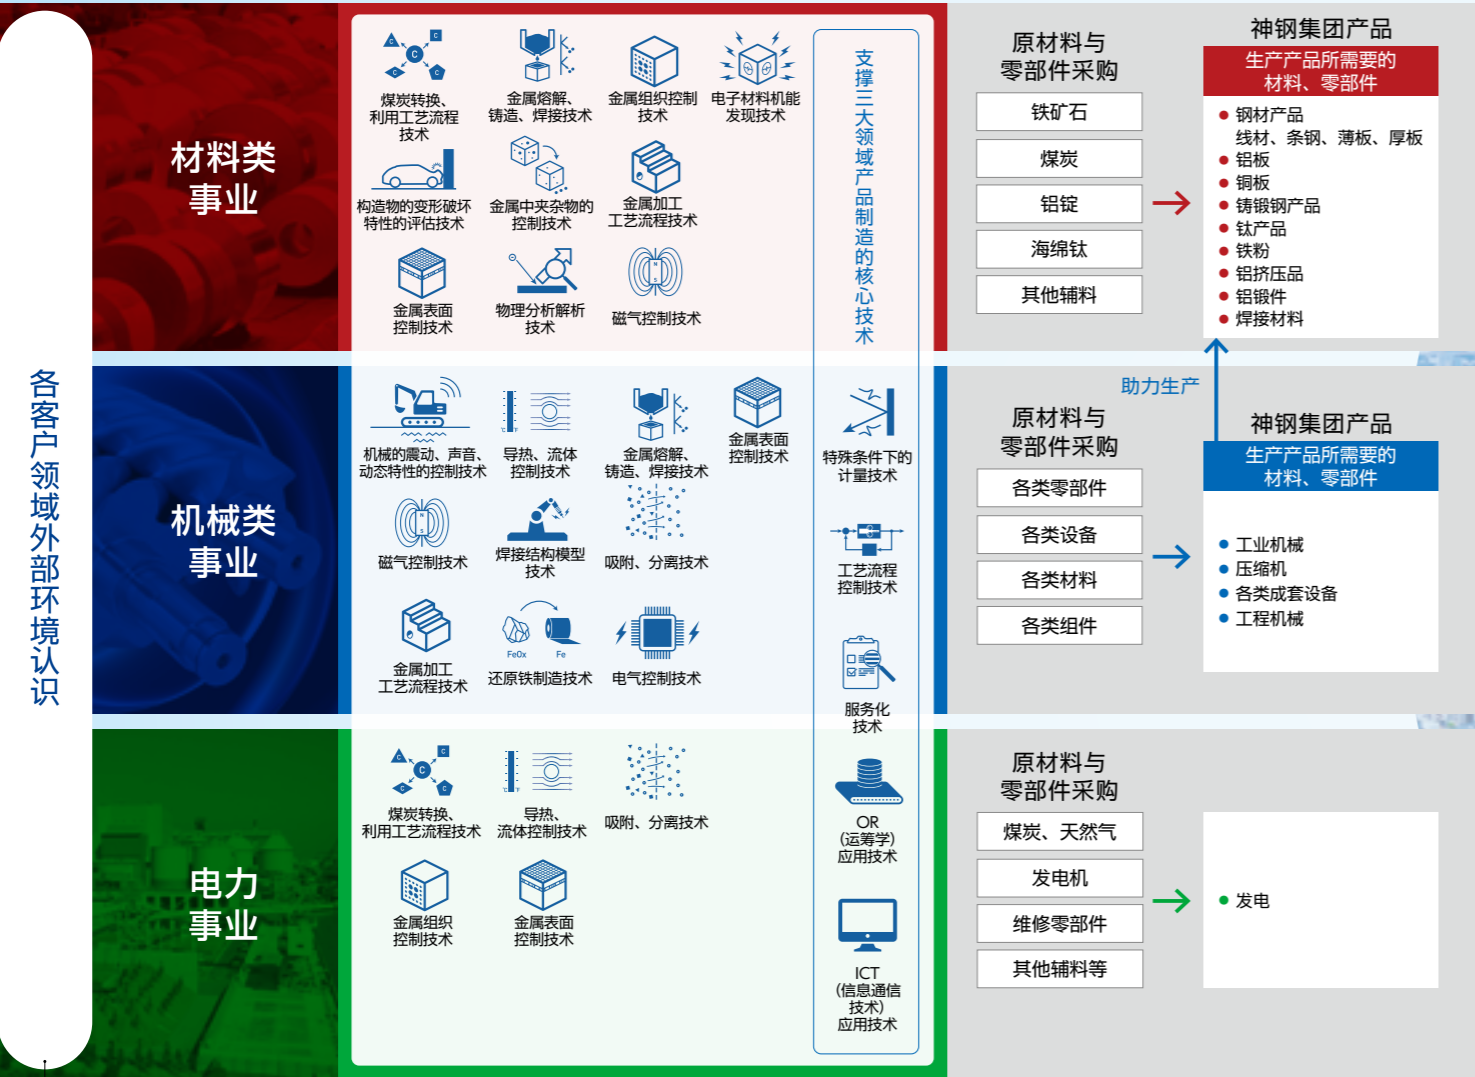 各客户领域外部环境认识
材料类
事业
C
C
C
C
C
煤炭转换、
利用工艺流程
技术
金属熔解、
铸造、焊接技术
金属组织控制
技术
电子材料机能
发现技术
构造物的变形破坏
特性的评估技术
金属中夹杂物的
控制技术
金属加工
工艺流程技术
金属表面
控制技术
物理分析解析
技术
N
S
磁气控制技术
支撑三大领域产品制造的核心技术
原材料与
零部件采购
铁矿石
煤炭
铝锭
海绵钛
其他辅料
神钢集团产品
生产产品所需要的
材料、零部件
● 钢材产品
线材、条钢、薄板、厚板
● 铝板
● 铜板
● 铸锻钢产品
● 钛产品
● 铁粉
● 铝挤压品
● 铝锻件
● 焊接材料
助力生产
机械类
事业
机械的震动、声音、
动态特性的控制技术
°C °F
导热、流体
控制技术
金属熔解、
铸造、焊接技术
金属表面
控制技术
N
S
磁气控制技术
焊接结构模型
技术
吸附、分离技术
金属加工
工艺流程技术
FeOx Fe
还原铁制造技术
电气控制技术
特殊条件下的
计量技术
工艺流程
控制技术
服务化
技术
OR
(运筹学)
应用技术
ICT
(信息通信
技术)
应用技术
原材料与
零部件采购
各类零部件
各类设备
各类材料
各类组件
神钢集团产品
生产产品所需要的
材料、零部件
● 工业机械
● 压缩机
● 各类成套设备
● 工程机械
电力
事业
C
C
C
C
C
煤炭转换、
利用工艺流程技术
°C °F
导热、
流体控制技术
吸附、分离技术
金属组织
控制技术
金属表面
控制技术
原材料与
零部件采购
煤炭、天然气
发电机
维修零部件
其他辅料等
● 发电